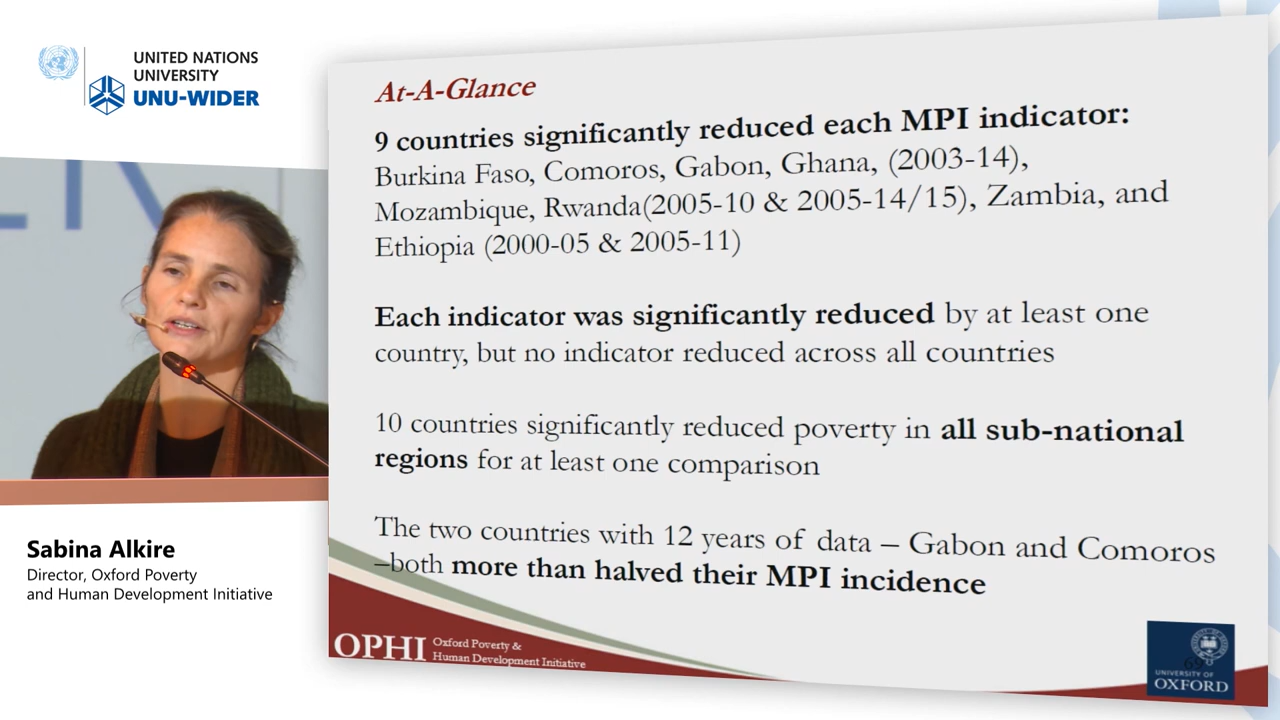 UNITED NATIONS
UNIVERSITY
UNU-WIDER
Sabina Alkire
Director, Oxford Poverty
and Human Development Initiative
At-A-Glance
9 countries significantly reduced each MPI indicator:
Burkina Faso, Comoros, Gabon, Ghana, (2003-14),
Mozambique, Rwanda(2005-10 & 2005-14/15), Zambia, and
Ethiopia (2000-05 & 2005-11)
Each indicator was significantly reduced by at least one
country, but no indicator reduced across all countries
10 countries significantly reduced poverty in all sub-national
regions for at least one comparison
The two countries with 12 years of data – Gabon and Comoros
–both more than halved their MPI incidence
OPHI
Oxford Poverty &
Human Development Initiative
69
UNIVERSITY OF
OXFORD